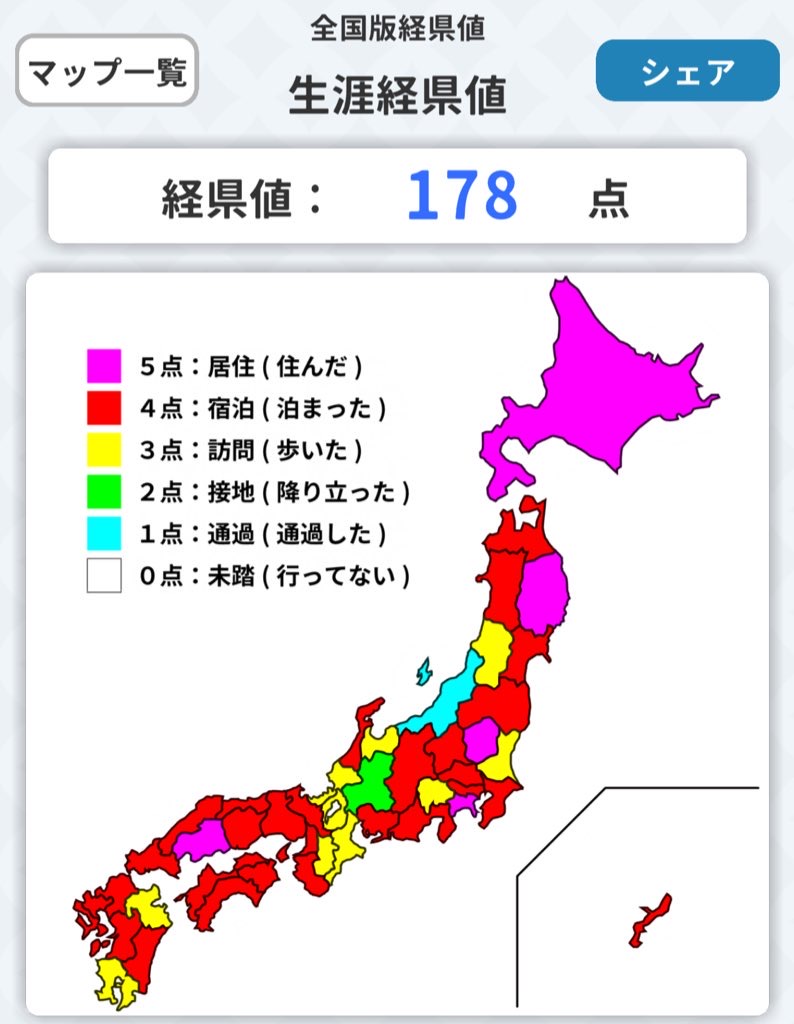 全国版経県値
マップ一覧
生涯経県値
シェア
経県値： 178 点
５点：居住 ( 住んだ )
４点：宿泊 ( 泊まった )
３点：訪問 ( 歩いた )
２点：接地 ( 降り立った )
１点：通過 ( 通過した )
０点：未踏 ( 行ってない )